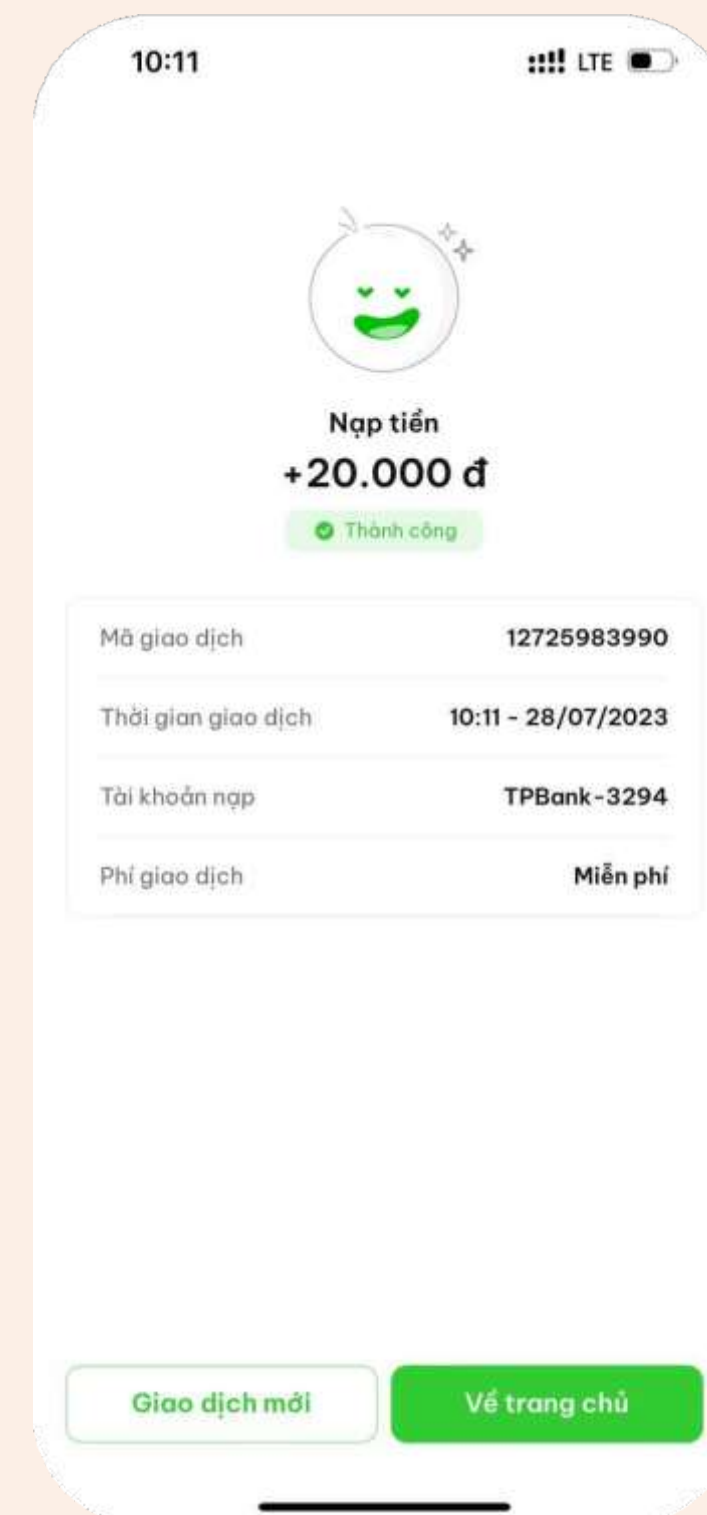 10:11
LTE
Nạp tiền
+20.000 đ
Thành công
Mã giao dịch 12725983990
Thời gian giao dịch 10:11 - 28/07/2023
Tài khoản nạp TPBank-3294
Phí giao dịch Miễn phí
Giao dịch mới
Về trang chủ